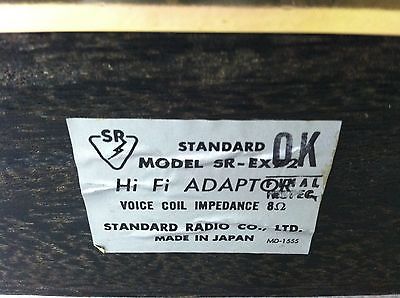 SR
STANDARD
MODEL SR-EX
OK
Hi Fi ADAPTOR
FINAL
VOICE COIL IMPEDANCE 8Ω
STANDARD RADIO CO., LTD.
MADE IN JAPAN
MD-1555